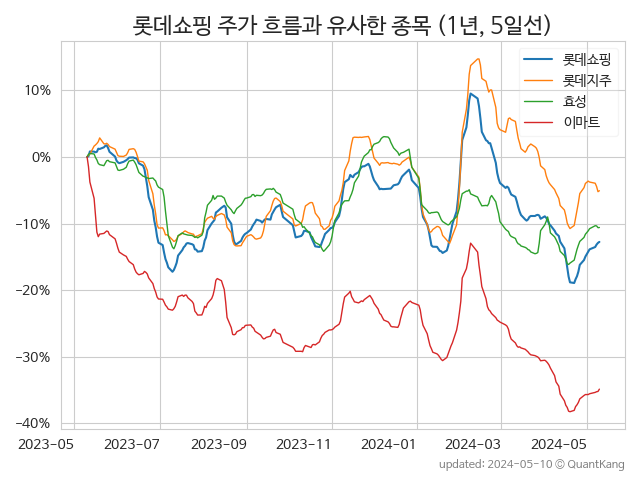 롯데쇼핑 주가 흐름과 유사한 종목 (1년, 5일선)
롯데쇼핑
롯데지주
효성
이마트
10%
0%
−10%
−20%
−30%
−40%
2023-05 2023-07 2023-09 2023-11 2024-01 2024-03 2024-05
updated: 2024-05-10 © QuantKang